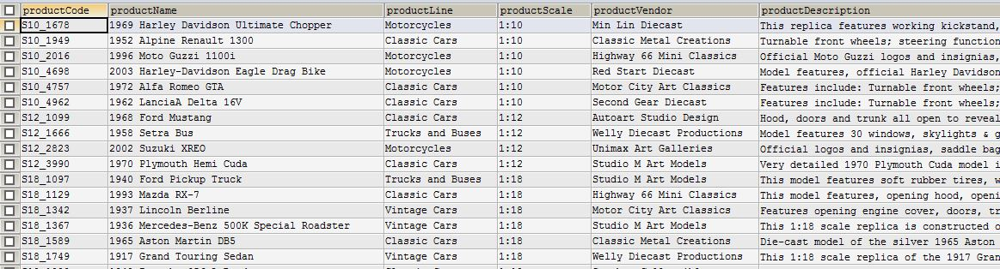 productCode productName productLine productScale productVendor productDescription
S10_1678 1969 Harley Davidson Ultimate Chopper Motorcycles 1:10 Min Lin Diecast This replica features working kickstand,
S10_1949 1952 Alpine Renault 1300 Classic Cars 1:10 Classic Metal Creations Turnable front wheels; steering function
S10_2016 1996 Moto Guzzi 1100i Motorcycles 1:10 Highway 66 Mini Classics Official Moto Guzzi logos and insignias,
S10_4698 2003 Harley-Davidson Eagle Drag Bike Motorcycles 1:10 Red Start Diecast Model features, official Harley Davidson
S10_4757 1972 Alfa Romeo GTA Classic Cars 1:10 Motor City Art Classics Features include: Turnable front wheels;
S10_4962 1962 LanciaA Delta 16V Classic Cars 1:10 Second Gear Diecast Features include: Turnable front wheels;
S12_1099 1968 Ford Mustang Classic Cars 1:12 Autoart Studio Design Hood, doors and trunk all open to reveal
S12_1666 1958 Setra Bus Trucks and Buses 1:12 Welly Diecast Productions Model features 30 windows, skylights & g
S12_2823 2002 Suzuki XREO Motorcycles 1:12 Unimax Art Galleries Official logos and insignias, saddle bag
S12_3990 1970 Plymouth Hemi Cuda Classic Cars 1:12 Studio M Art Models Very detailed 1970 Plymouth Cuda model i
S18_1097 1940 Ford Pickup Truck Trucks and Buses 1:18 Studio M Art Models This model features soft rubber tires, w
S18_1129 1993 Mazda RX-7 Classic Cars 1:18 Highway 66 Mini Classics This model features, opening hood, openi
S18_1342 1937 Lincoln Berline Vintage Cars 1:18 Motor City Art Classics Features opening engine cover, doors, tr
S18_1367 1936 Mercedes-Benz 500K Special Roadster Vintage Cars 1:18 Studio M Art Models This 1:18 scale replica is constructed o
S18_1589 1965 Aston Martin DB5 Classic Cars 1:18 Classic Metal Creations Die-cast model of the silver 1965 Aston
S18_1749 1917 Grand Touring Sedan Vintage Cars 1:18 Welly Diecast Productions This 1:18 scale replica of the 1917 Gran